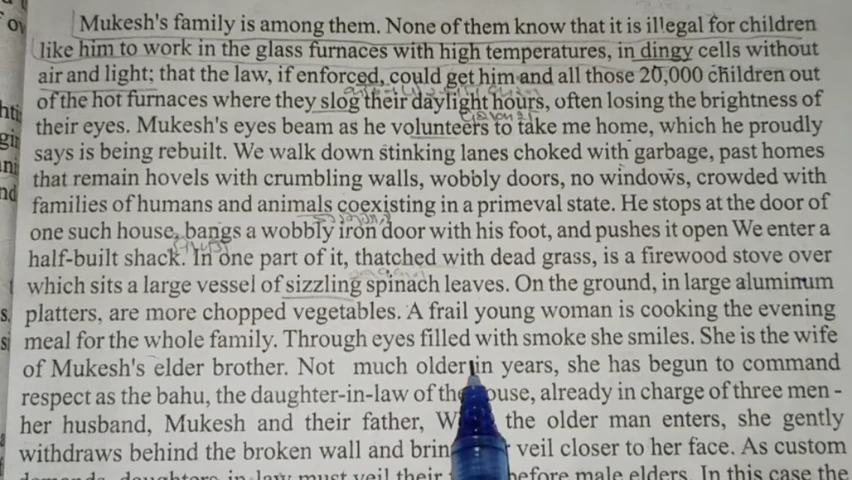 Mukesh's family is among them. None of them know that it is illegal for children
like him to work in the glass furnaces with high temperatures, in dingy cells without
air and light; that the law, if enforced, could get him and all those 20,000 children out
of the hot furnaces where they slog their daylight hours, often losing the brightness of
their eyes. Mukesh's eyes beam as he volunteers to take me home, which he proudly
says is being rebuilt. We walk down stinking lanes choked with garbage, past homes
that remain hovels with crumbling walls, wobbly doors, no windows, crowded with
families of humans and animals coexisting in a primeval state. He stops at the door of
one such house, bangs a wobbly iron door with his foot, and pushes it open We enter a
half-built shack. In one part of it, thatched with dead grass, is a firewood stove over
which sits a large vessel of sizzling spinach leaves. On the ground, in large aluminum
platters, are more chopped vegetables. A frail young woman is cooking the evening
meal for the whole family. Through eyes filled with smoke she smiles. She is the wife
of Mukesh's elder brother. Not much older in years, she has begun to command
respect as the bahu, the daughter-in-law of the house, already in charge of three men -
her husband, Mukesh and their father, the older man enters, she gently
withdraws behind the broken wall and veil closer to her face. As custom
daughters-in-law must veil their before male elders. In this case the